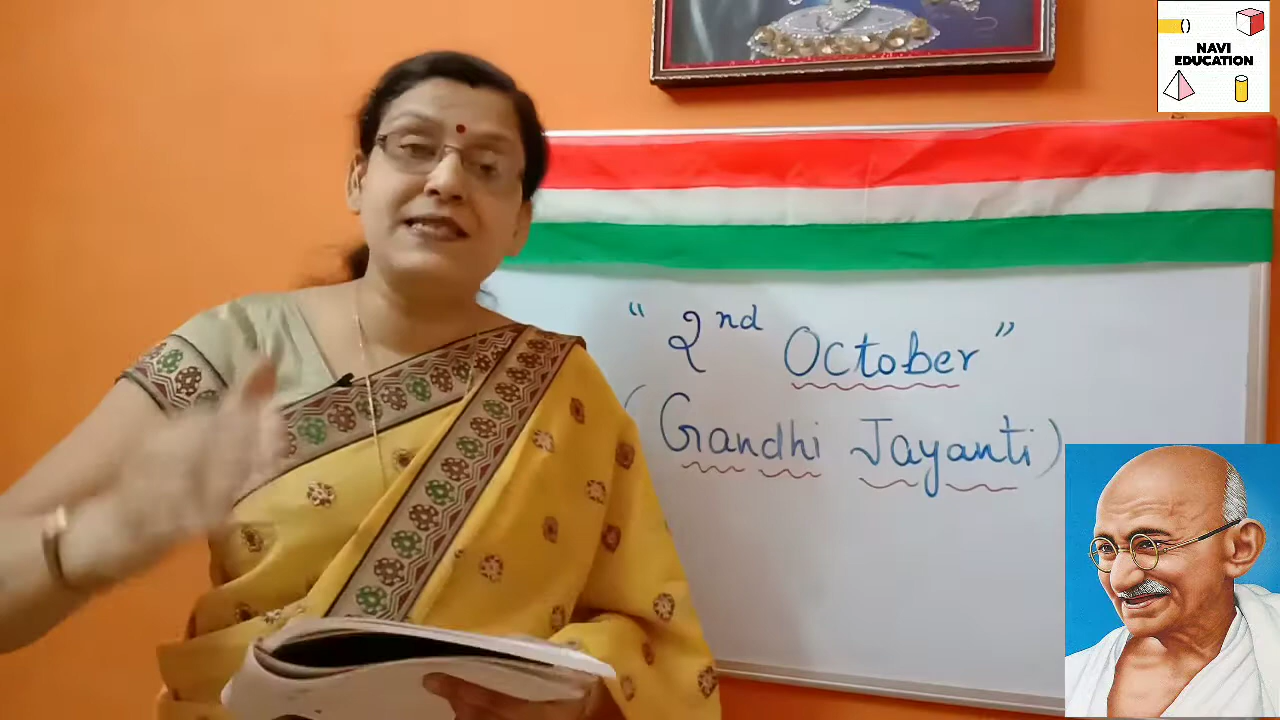 NAVI
EDUCATION
“ 2nd October ”
(Gandhi Jayanti)